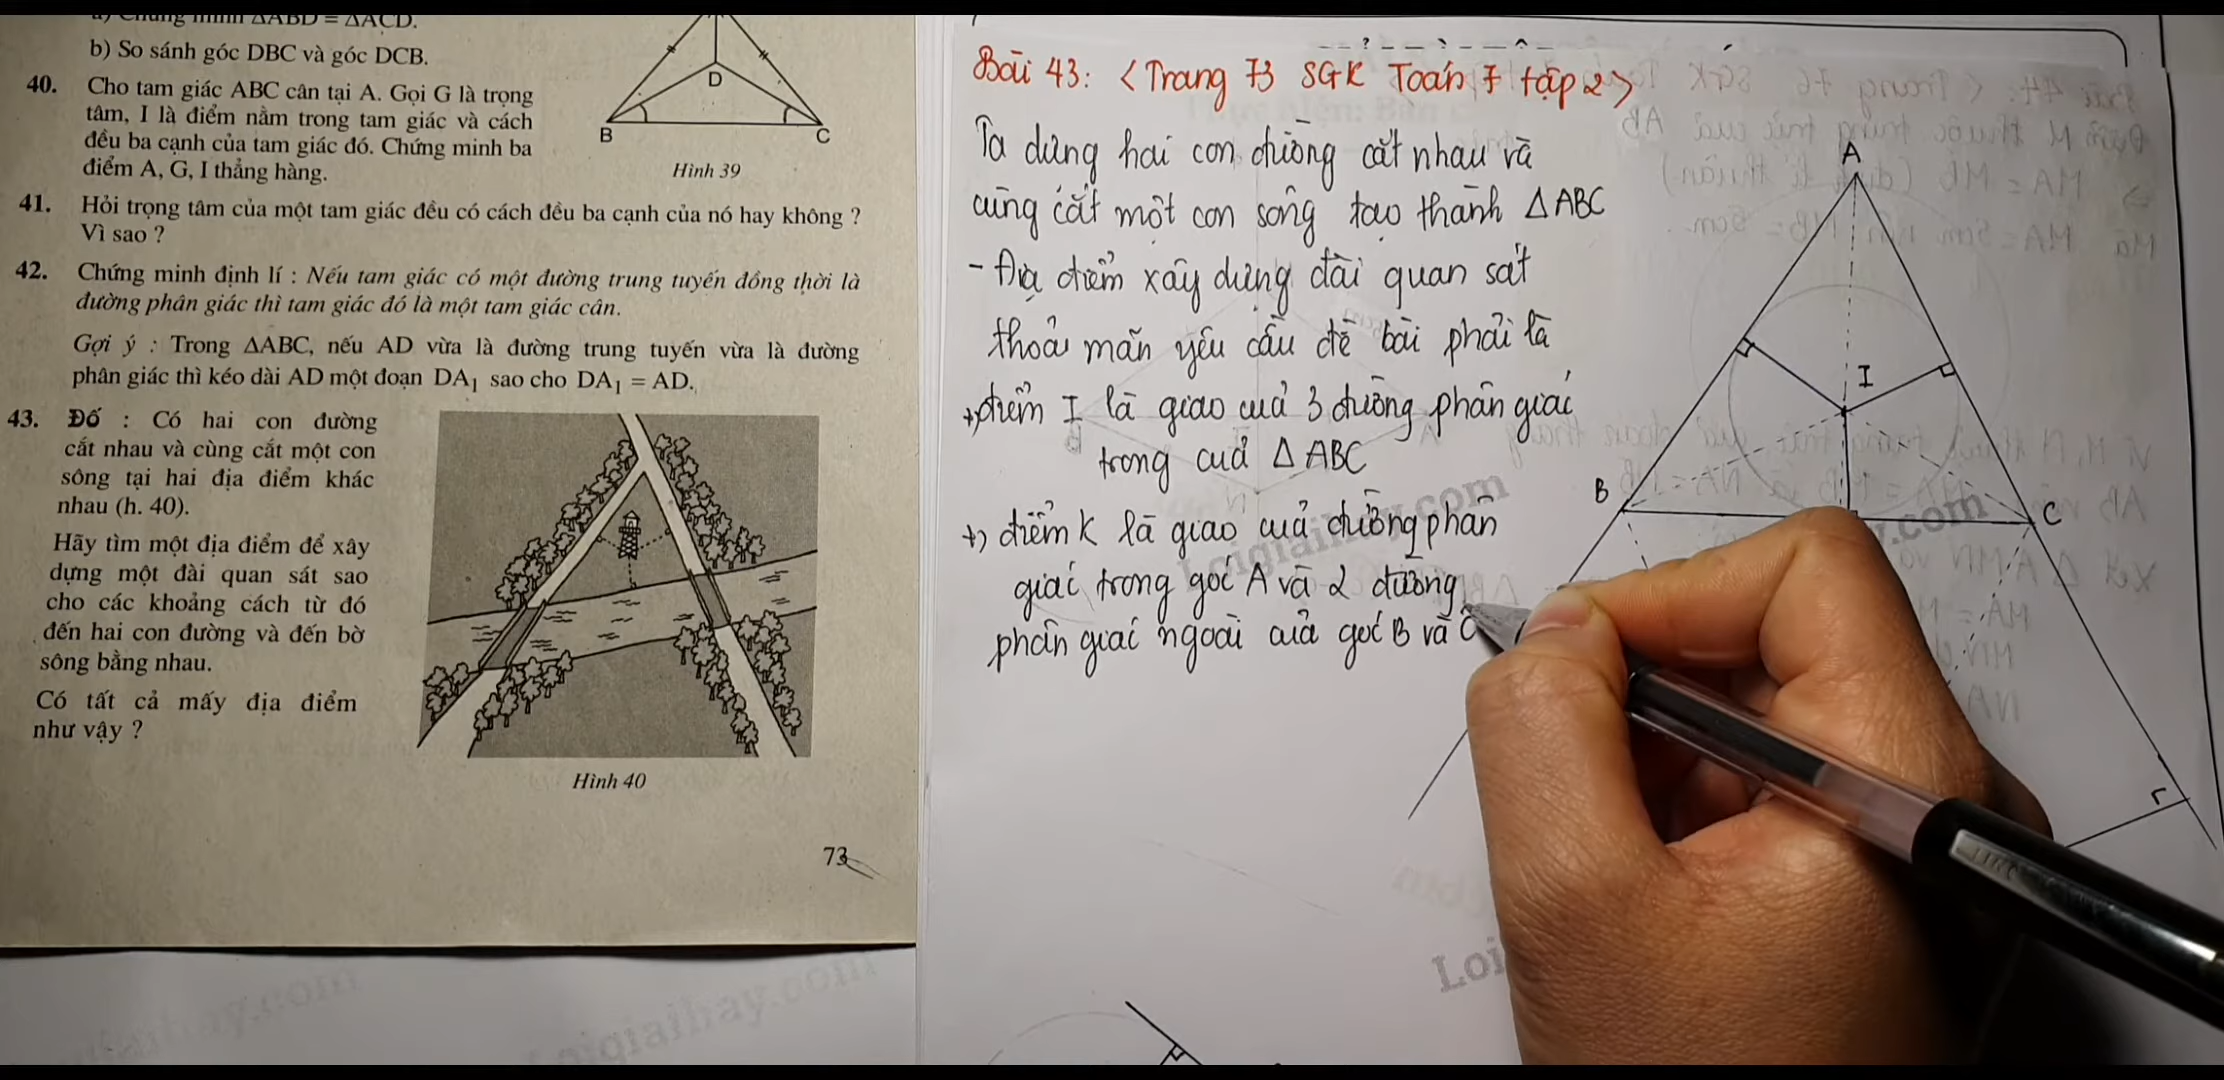 a) Chứng minh ΔABD = ΔACD.
b) So sánh góc DBC và góc DCB.
40. Cho tam giác ABC cân tại A. Gọi G là trọng
tâm, I là điểm nằm trong tam giác và cách
đều ba cạnh của tam giác đó. Chứng minh ba
điểm A, G, I thẳng hàng.
D
B
C
Hình 39
41. Hỏi trọng tâm của một tam giác đều có cách đều ba cạnh của nó hay không ?
Vì sao ?
42. Chứng minh định lí : Nếu tam giác có một đường trung tuyến đồng thời là
đường phân giác thì tam giác đó là một tam giác cân.
Gợi ý : Trong ΔABC, nếu AD vừa là đường trung tuyến vừa là đường
phân giác thì kéo dài AD một đoạn DA₁ sao cho DA₁ = AD.
43. Đố : Có hai con đường
cắt nhau và cùng cắt một con
sông tại hai địa điểm khác
nhau (h. 40).
Hãy tìm một địa điểm để xây
dựng một đài quan sát sao
cho các khoảng cách từ đó
đến hai con đường và đến bờ
sông bằng nhau.
Có tất cả mấy địa điểm
như vậy ?
Hình 40
73
Bài 43: <Trang 73 SGK Toán 7 tập 2>
Ta dựng hai con đường cắt nhau và
cùng cắt một con sông tạo thành ΔABC
- Địa điểm xây dựng đài quan sát
thoả mãn yêu cầu đề bài phải là
+, điểm I là giao của 3 đường phân giác
trong của ΔABC
+, điểm K là giao của đường phân
giác trong góc A và 2 đường
phân giác ngoài của góc B và C
A
I
B
C
Loigiaihay.com
Loigiaihay.com